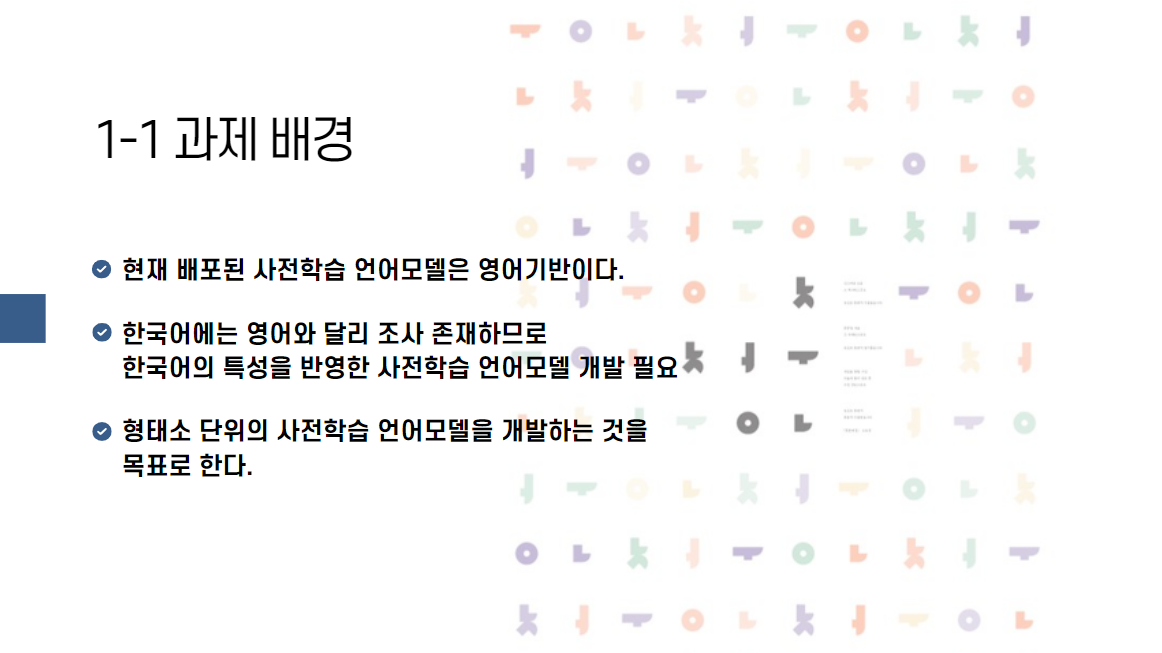 1-1 과제 배경
현재 배포된 사전학습 언어모델은 영어기반이다.
한국어에는 영어와 달리 조사 존재하므로
한국어의 특성을 반영한 사전학습 언어모델 개발 필요
형태소 단위의 사전학습 언어모델을 개발하는 것을
목표로 한다.